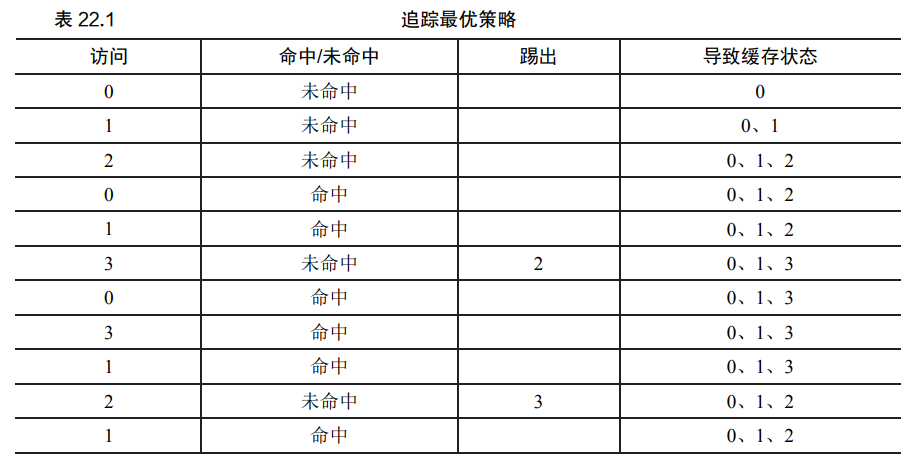 表 22.1 追踪最优策略
访问 命中/未命中 踢出 导致缓存状态
0 未命中 0
1 未命中 0、1
2 未命中 0、1、2
0 命中 0、1、2
1 命中 0、1、2
3 未命中 2 0、1、3
0 命中 0、1、3
3 命中 0、1、3
1 命中 0、1、3
2 未命中 3 0、1、2
1 命中 0、1、2